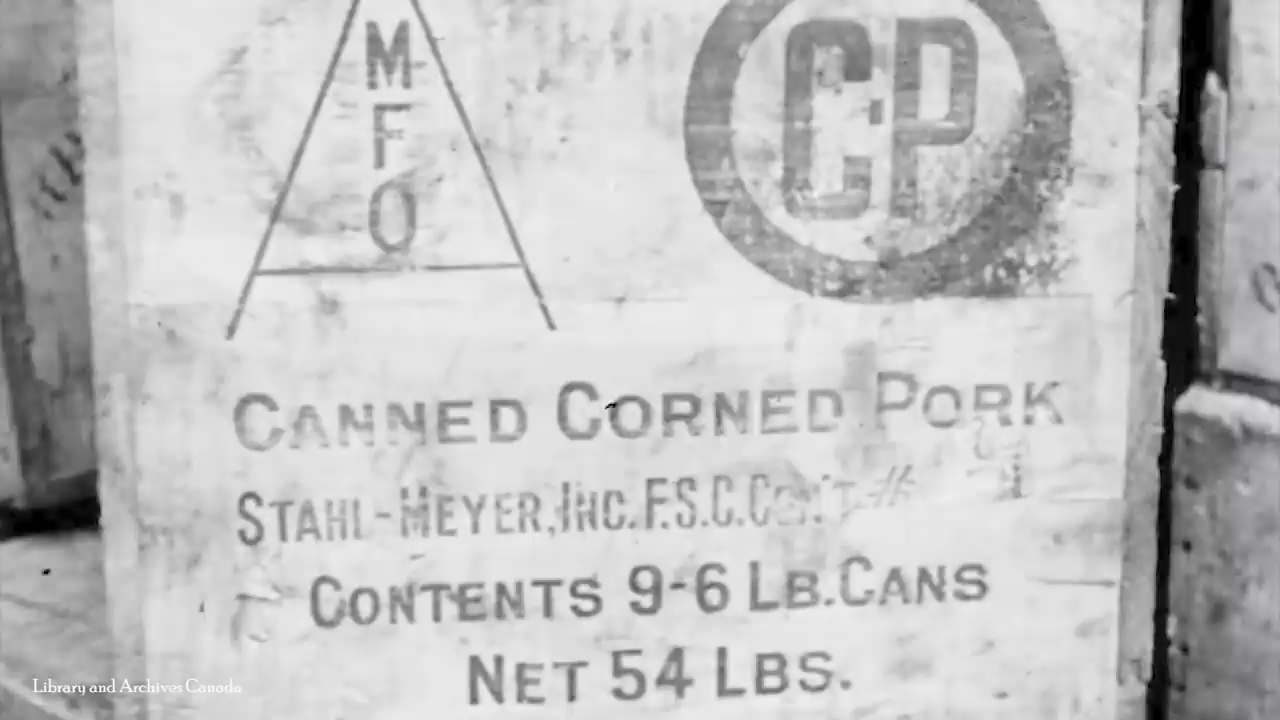 M
F
O
CP
CANNED CORNED PORK
STAHL-MEYER, INC. F.S.C. CONT #
CONTENTS 9-6 LB. CANS
NET 54 LBS.
Library and Archives Canada